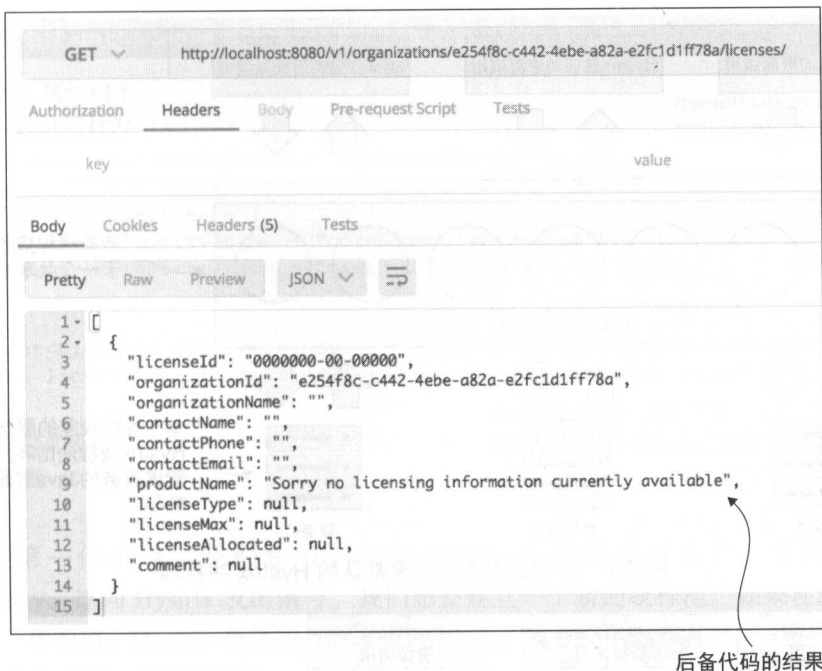 GET
http://localhost:8080/v1/organizations/e254f8c-c442-4ebe-a82a-e2fc1d1ff78a/licenses/
Authorization Headers Body Pre-request Script Tests
key value
Body Cookies Headers (5) Tests
Pretty Raw Preview JSON
1 [
2 {
3 "licenseId": "0000000-00-00000",
4 "organizationId": "e254f8c-c442-4ebe-a82a-e2fc1d1ff78a",
5 "organizationName": "",
6 "contactName": "",
7 "contactPhone": "",
8 "contactEmail": "",
9 "productName": "Sorry no licensing information currently available",
10 "licenseType": null,
11 "licenseMax": null,
12 "licenseAllocated": null,
13 "comment": null
14 }
15 ]
后备代码的结果